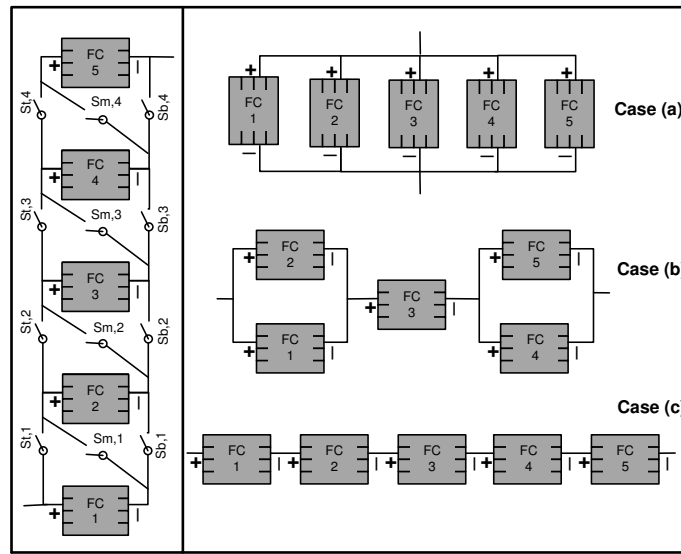 + FC 5 −
St,4 Sm,4 Sb,4
+ FC 4 −
St,3 Sm,3 Sb,3
+ FC 3 −
St,2 Sm,2 Sb,2
+ FC 2 −
St,1 Sm,1 Sb,1
+ FC 1 −
+ + + + +
FC 1 FC 2 FC 3 FC 4 FC 5
− − − − −
Case (a)
+ FC 2 −
+ FC 5 −
+ FC 3 −
Case (b)
+ FC 1 −
+ FC 4 −
Case (c)
+ FC 1 − + FC 2 − + FC 3 − + FC 4 − + FC 5 −